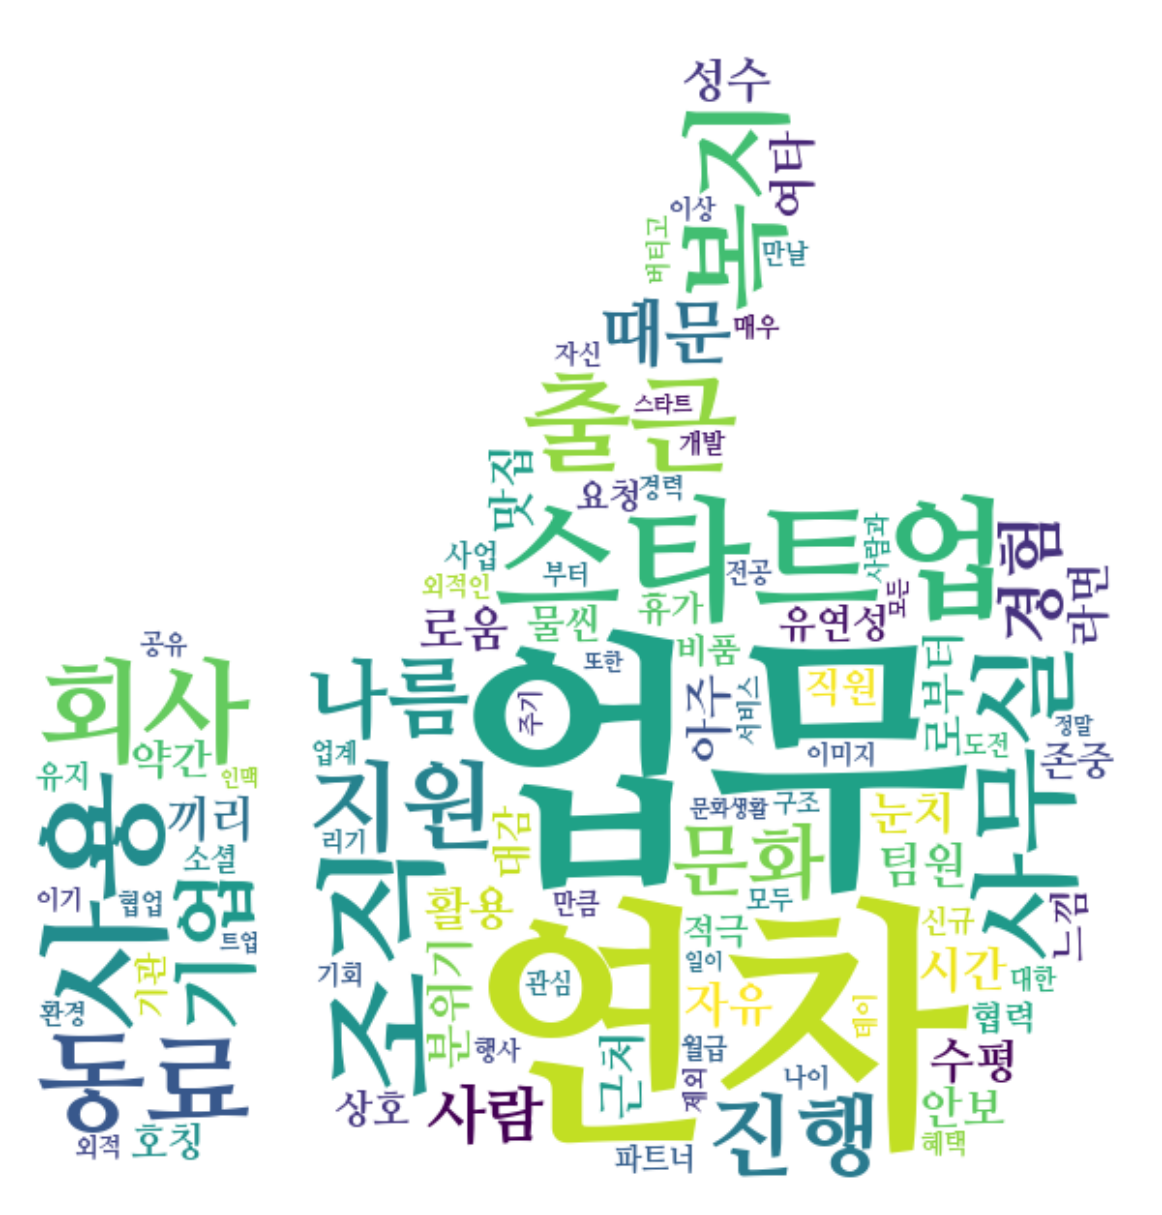 성수
복지
여타
이상
버티고
만날
때문
매우
자신
출근
스타트
개발
맛집
요청
경력
스타트업
사업
부터
전공
사람과
경험
라면
외적인
물씬
휴가
모든
로움
유연성
비품
공유
회사
나름
업무
또한
주기
아주
서비스
직원
로부터
사무실
정말
도전
존중
약간
유지
인맥
업계
이미지
사용
끼리
지원
리기
대감
문화생활
구조
눈치
소셜
문화
팀원
이기
협업
기업
조직
활용
만큼
모두
느낌
트업
연차
적극
신규
기관
분위기
기회
관심
일이
시간
대한
환경
자유
데이
협력
동료
행사
근처
월급
수평
제외
나이
상호
사람
진행
안보
외적
호칭
파트너
혜택